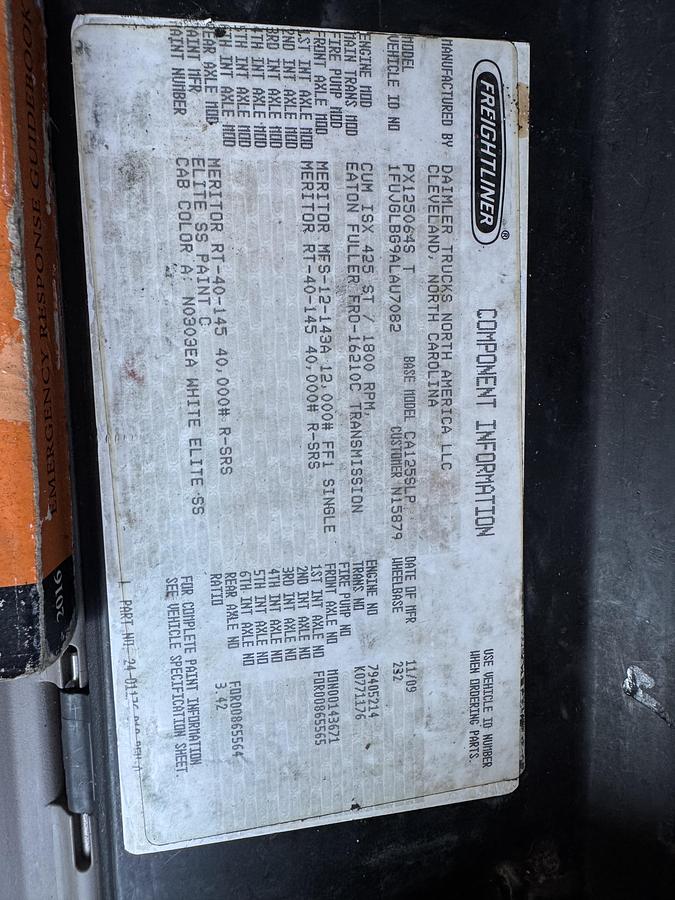 FREIGHTLINER®
COMPONENT INFORMATION
USE VEHICLE ID NUMBER
WHEN ORDERING PARTS.
MANUFACTURED BY DAIMLER TRUCKS NORTH AMERICA LLC
CLEVELAND, NORTH CAROLINA
MODEL PX125064S T BASE MODEL CA125SLP DATE OF MFR 11/09
VEHICLE ID NO 1FUJGLBG9ALAU7082 CUSTOMER N15879 WHEELBASE 232
ENGINE MOD CUM ISX 425 ST / 1800 RPM, ENGINE NO 79405214
MAIN TRANS MOD EATON FULLER FRO-16210C TRANSMISSION TRANS NO K0771176
FIRE PUMP MOD FIRE PUMP NO
FRONT AXLE MOD MERITOR MFS-12-143A 12,000# FF1 SINGLE FRONT AXLE NO MDN00143671
1ST INT AXLE MOD MERITOR RT-40-145 40,000# R-SRS 1ST INT AXLE NO FDR00865565
2ND INT AXLE MOD 2ND INT AXLE NO
3RD INT AXLE MOD 3RD INT AXLE NO
4TH INT AXLE MOD 4TH INT AXLE NO
5TH INT AXLE MOD 5TH INT AXLE NO
6TH INT AXLE MOD 6TH INT AXLE NO
REAR AXLE MOD MERITOR RT-40-145 40,000# R-SRS REAR AXLE NO FDR00865564
PAINT MFR ELITE SS PAINT C RATIO 3.42
PAINT NUMBER CAB COLOR A: N0303EA WHITE ELITE SS
FOR COMPLETE PAINT INFORMATION
SEE VEHICLE SPECIFICATION SHEET.
PART NO: 
EMERGENCY RESPONSE GUIDEBOOK
2016